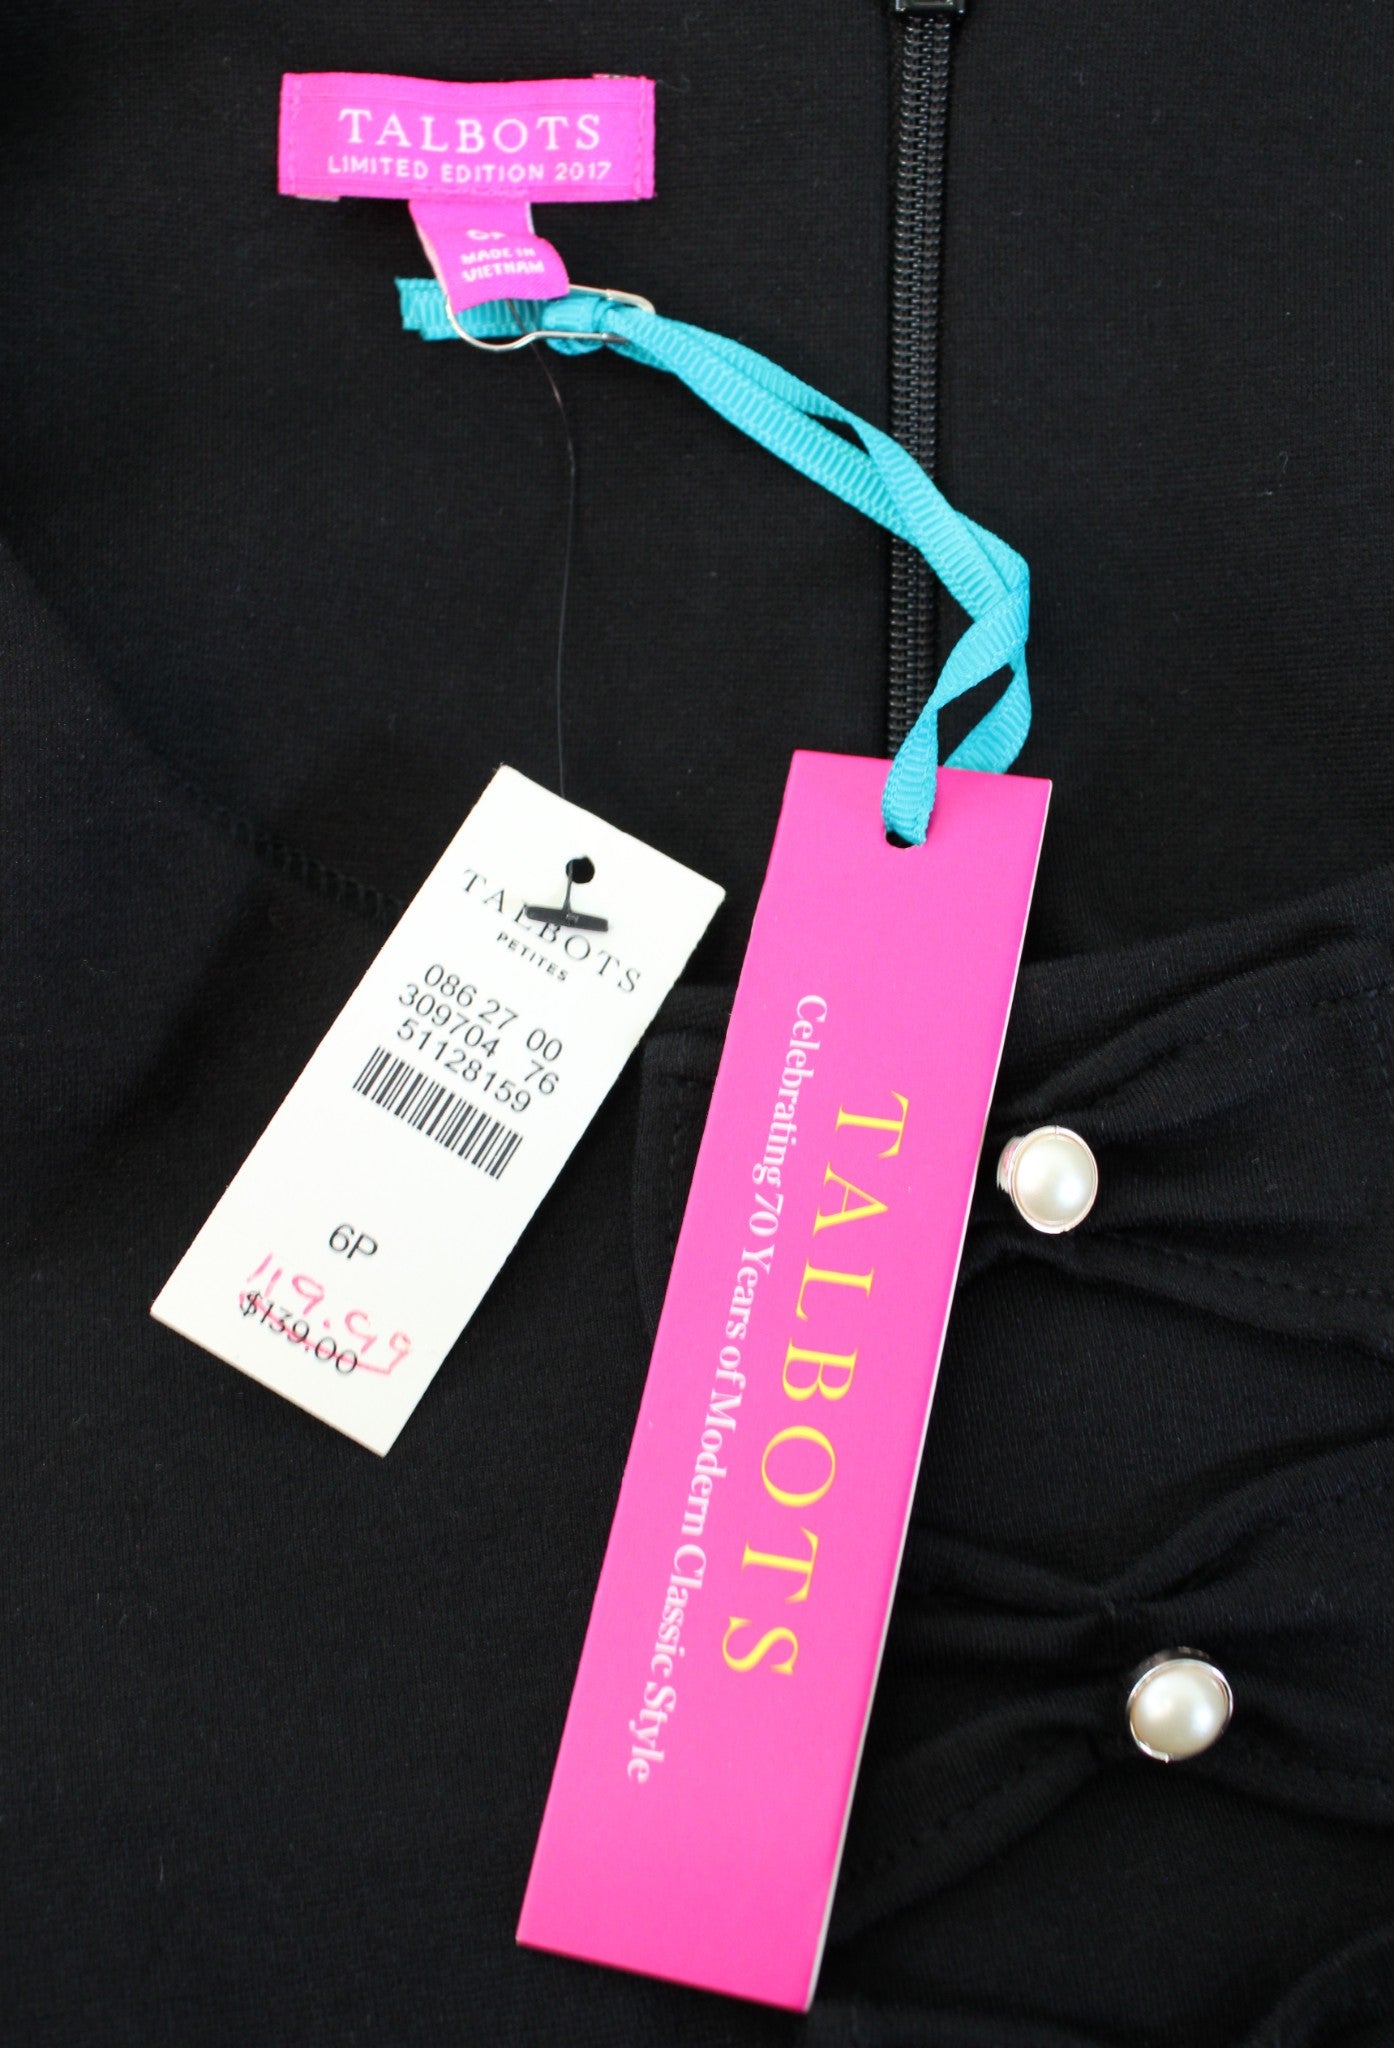 TALBOTS
LIMITED EDITION 2017
MADE IN
VIETNAM
TALBOTS
PETITES
086 27 00
309704 76
51128159
6P
119.99
$139.00
TALBOTS
Celebrating 70 Years of Modern Classic Style